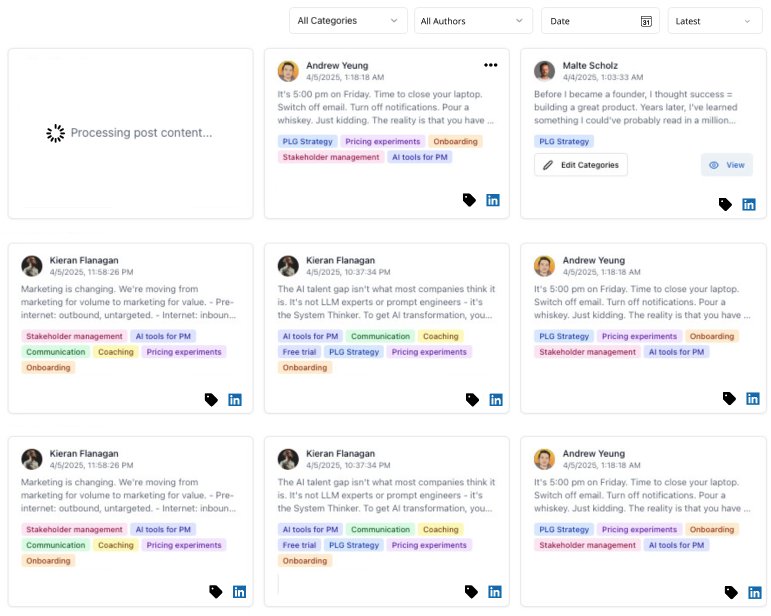 All Categories
All Authors
Date
31
Latest
Processing post content...
Andrew Yeung
4/5/2025, 1:18:18 AM
It's 5:00 pm on Friday. Time to close your laptop.
Switch off email. Turn off notifications. Pour a
whiskey. Just kidding. The reality is that you have ...
PLG Strategy
Pricing experiments
Onboarding
Stakeholder management
AI tools for PM
in
Malte Scholz
4/4/2025, 1:03:33 AM
Before I became a founder, I thought success =
building a great product. Years later, I've learned
something I could've probably read in a million...
PLG Strategy
Edit Categories
View
in
Kieran Flanagan
4/5/2025, 11:58:26 PM
Marketing is changing. We're moving from
marketing for volume to marketing for value. - Pre-
internet: outbound, untargeted. - Internet: inboun...
Stakeholder management
AI tools for PM
Communication
Coaching
Pricing experiments
Onboarding
in
Kieran Flanagan
4/5/2025, 10:37:34 PM
The AI talent gap isn't what most companies think it
is. It's not LLM experts or prompt engineers - it's
the System Thinker. To get AI transformation, you...
AI tools for PM
Communication
Coaching
Free trial
PLG Strategy
Pricing experiments
Onboarding
in
Andrew Yeung
4/5/2025, 1:18:18 AM
It's 5:00 pm on Friday. Time to close your laptop.
Switch off email. Turn off notifications. Pour a
whiskey. Just kidding. The reality is that you have ...
PLG Strategy
Pricing experiments
Onboarding
Stakeholder management
AI tools for PM
in
Kieran Flanagan
4/5/2025, 11:58:26 PM
Marketing is changing. We're moving from
marketing for volume to marketing for value. - Pre-
internet: outbound, untargeted. - Internet: inboun...
Stakeholder management
AI tools for PM
Communication
Coaching
Pricing experiments
Onboarding
in
Kieran Flanagan
4/5/2025, 10:37:34 PM
The AI talent gap isn't what most companies think it
is. It's not LLM experts or prompt engineers - it's
the System Thinker. To get AI transformation, you...
AI tools for PM
Communication
Coaching
Free trial
PLG Strategy
Pricing experiments
Onboarding
in
Andrew Yeung
4/5/2025, 1:18:18 AM
It's 5:00 pm on Friday. Time to close your laptop.
Switch off email. Turn off notifications. Pour a
whiskey. Just kidding. The reality is that you have ...
PLG Strategy
Pricing experiments
Onboarding
Stakeholder management
AI tools for PM
in